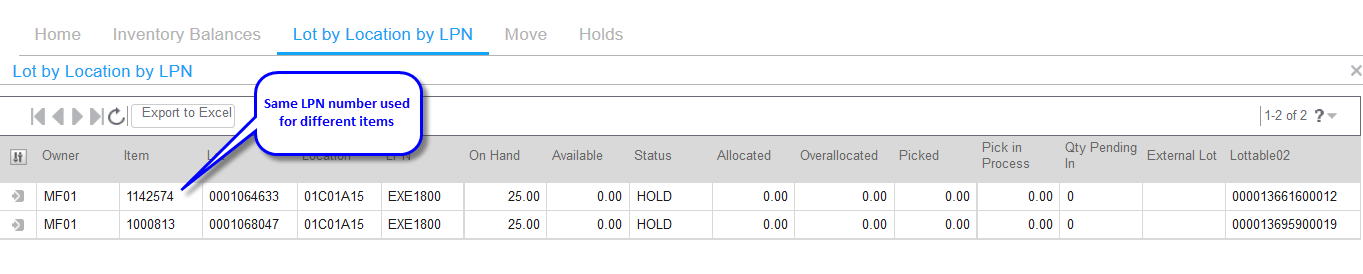 Home Inventory Balances Lot by Location by LPN Move Holds
Lot by Location by LPN
Same LPN number used
for different items
Export to Excel 1-2 of 2 ?
Owner Item Location LPN On Hand Available Status Allocated Overallocated Picked Pick in Process Qty Pending In External Lot Lottable02
MF01 1142574 0001064633 01C01A15 EXE1800 25.00 0.00 HOLD 0.00 0.00 0.00 0.00 0 000013661600012
MF01 1000813 0001068047 01C01A15 EXE1800 25.00 0.00 HOLD 0.00 0.00 0.00 0.00 0 000013695900019